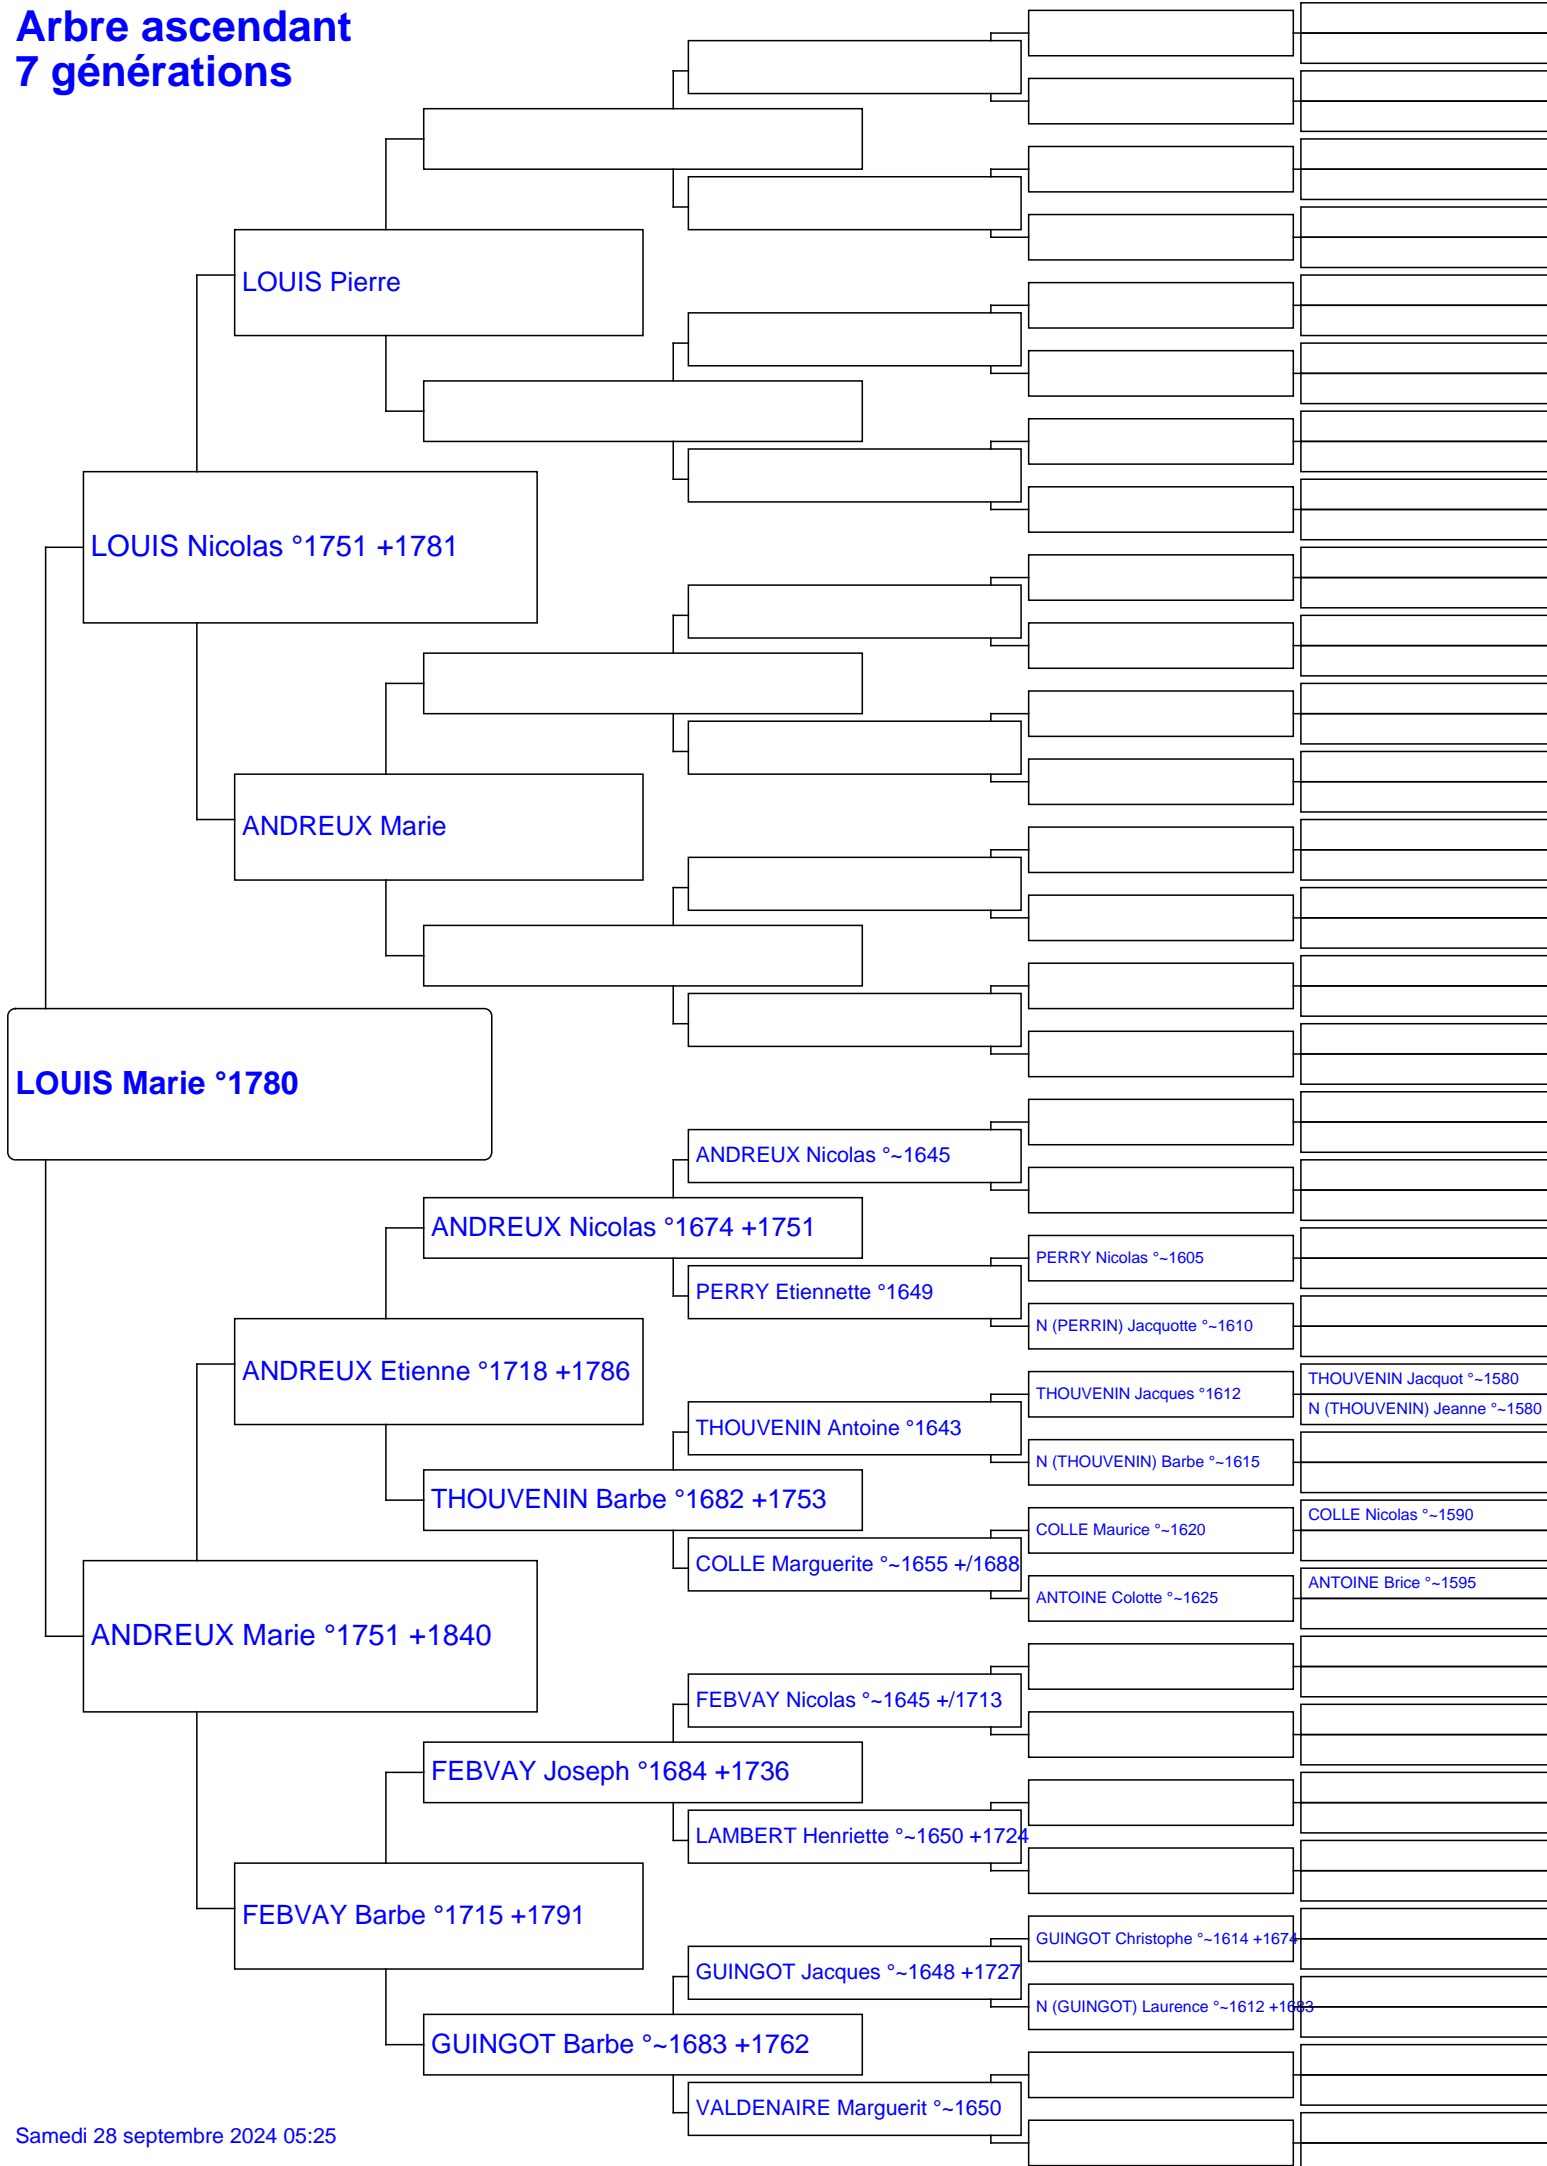 Arbre ascendant
7 générations
LOUIS Pierre
LOUIS Nicolas °1751 +1781
ANDREUX Marie
LOUIS Marie °1780
ANDREUX Nicolas °~1645
ANDREUX Nicolas °1674 +1751
PERRY Nicolas °~1605
PERRY Etiennette °1649
N (PERRIN) Jacquotte °~1610
ANDREUX Etienne °1718 +1786
THOUVENIN Jacquot °~1580
THOUVENIN Jacques °1612
N (THOUVENIN) Jeanne °~1580
THOUVENIN Antoine °1643
N (THOUVENIN) Barbe °~1615
THOUVENIN Barbe °1682 +1753
COLLE Nicolas °~1590
COLLE Maurice °~1620
COLLE Marguerite °~1655 +/1688
ANTOINE Brice °~1595
ANTOINE Colotte °~1625
ANDREUX Marie °1751 +1840
FEBVAY Nicolas °~1645 +/1713
FEBVAY Joseph °1684 +1736
LAMBERT Henriette °~1650 +1724
FEBVAY Barbe °1715 +1791
GUINGOT Christophe °~1614 +1674
GUINGOT Jacques °~1648 +1727
N (GUINGOT) Laurence °~1612 +1683
GUINGOT Barbe °~1683 +1762
VALDENAIRE Marguerit °~1650
Samedi 28 septembre 2024 05:25